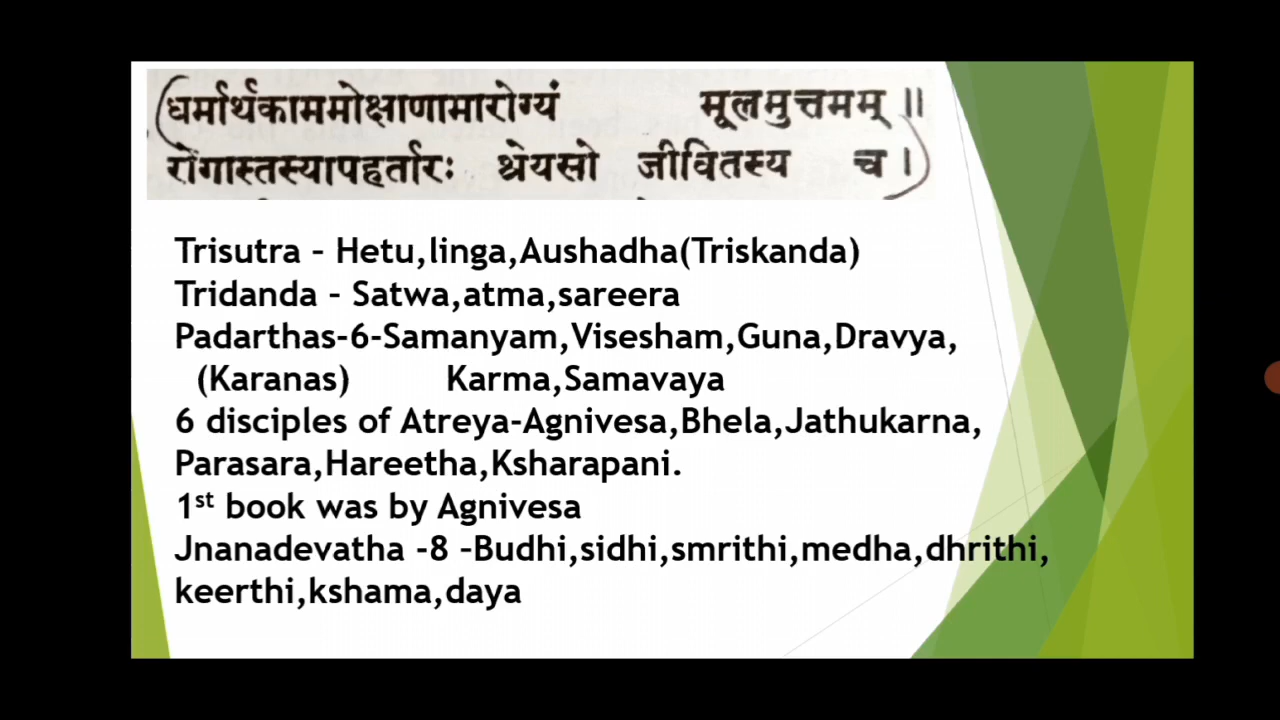 धर्मार्थकाममोक्षाणामारोग्यं मूलमुत्तमम् ॥
रोगास्तस्यापहर्तारः श्रेयसो जीवितस्य च ।
Trisutra – Hetu,linga,Aushadha(Triskanda)
Tridanda – Satwa,atma,sareera
Padarthas-6-Samanyam,Visesham,Guna,Dravya,
(Karanas) Karma,Samavaya
6 disciples of Atreya-Agnivesa,Bhela,Jathukarna,
Parasara,Hareetha,Ksharapani.
1st book was by Agnivesa
Jnanadevatha -8 –Budhi,sidhi,smrithi,medha,dhrithi,
keerthi,kshama,daya